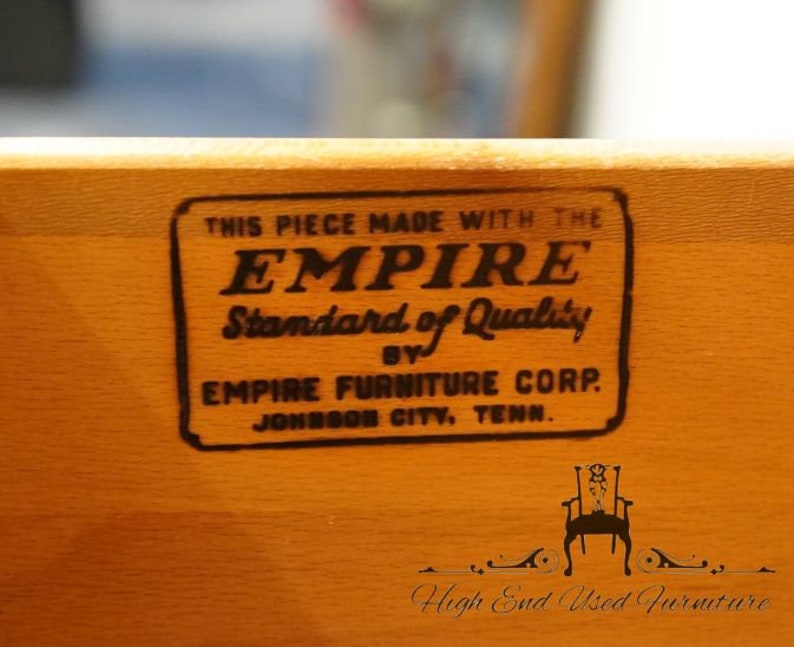 THIS PIECE MADE WITH THE
EMPIRE
Standard of Quality
BY
EMPIRE FURNITURE CORP.
JOHNSON CITY, TENN.
High End Used Furniture